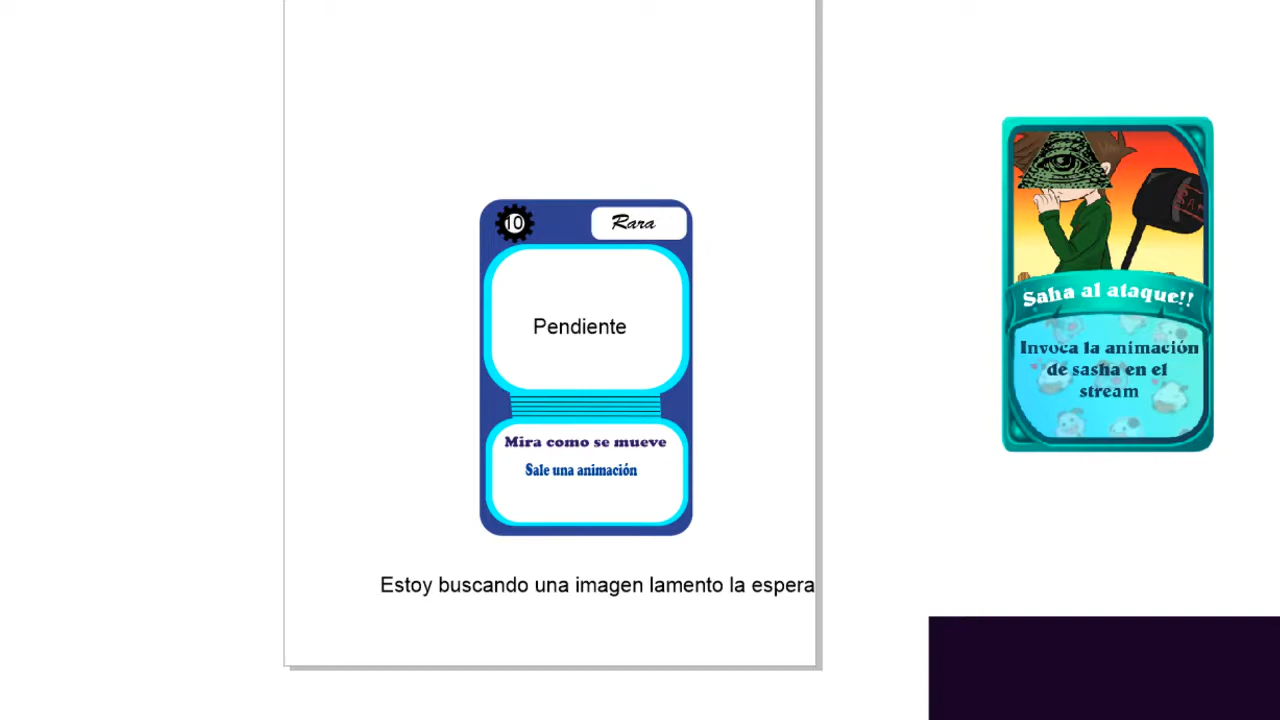 10
Rara
Pendiente
Mira como se mueve
Sale una animación
Estoy buscando una imagen lamento la espera
Saha al ataque!!
Invoca la animación
de sasha en el
stream